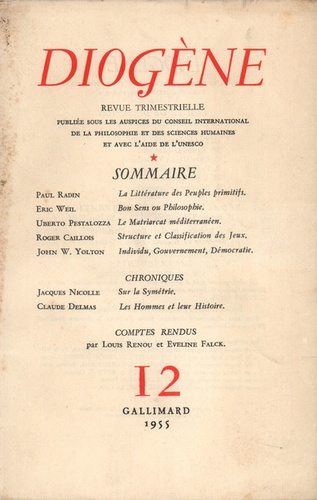 DIOGÈNE
REVUE TRIMESTRIELLE
PUBLIÉE SOUS LES AUSPICES DU CONSEIL INTERNATIONAL
DE LA PHILOSOPHIE ET DES SCIENCES HUMAINES
ET AVEC L'AIDE DE L'UNESCO
★
SOMMAIRE
PAUL RADIN La Littérature des Peuples primitifs.
ERIC WEIL Bon Sens ou Philosophie.
UBERTO PESTALOZZA Le Matriarcat méditerranéen.
ROGER CAILLOIS Structure et Classification des Jeux.
JOHN W. YOLTON Individu, Gouvernement, Démocratie.
CHRONIQUES
JACQUES NICOLLE Sur la Symétrie.
CLAUDE DELMAS Les Hommes et leur Histoire.
COMPTES RENDUS
par LOUIS RENOU et EVELINE FALCK.
12
GALLIMARD
1955